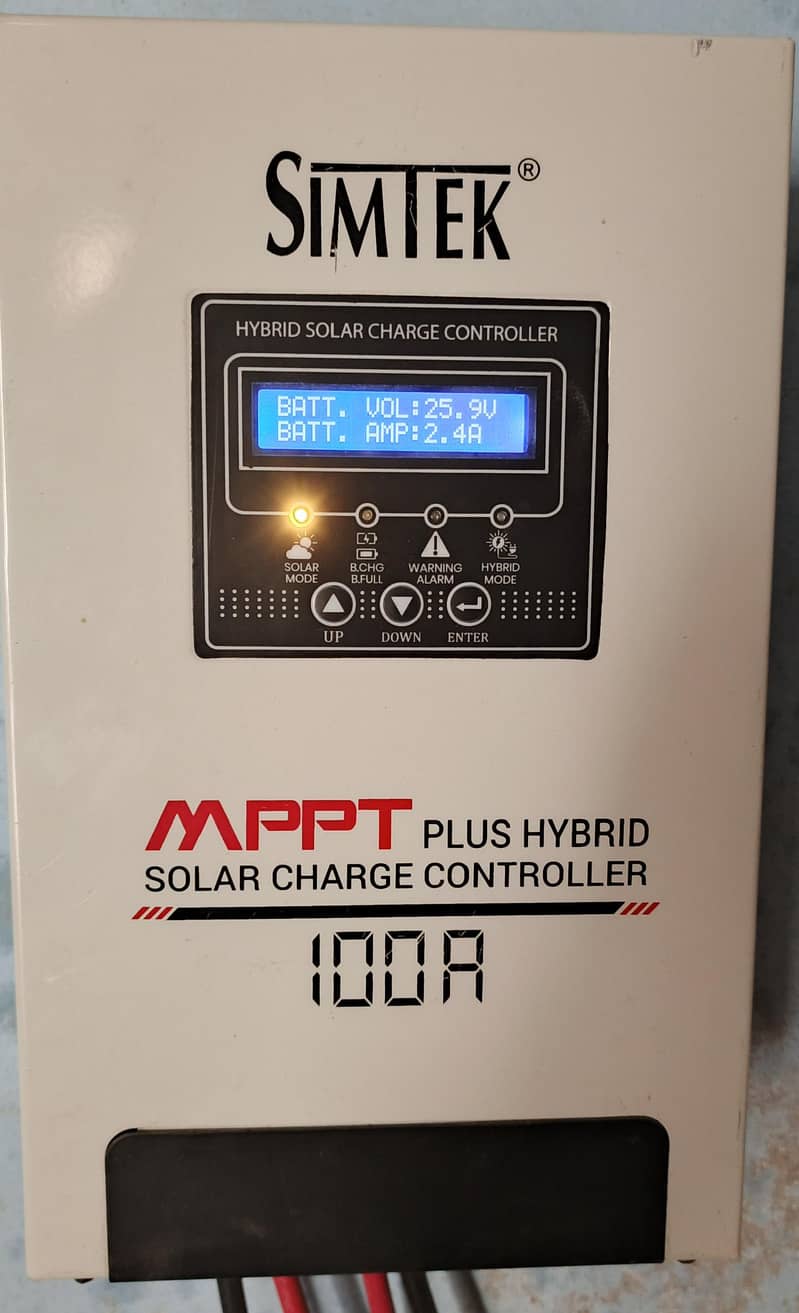 SIMTEK®
HYBRID SOLAR CHARGE CONTROLLER
BATT. VOL:25.9V
BATT. AMP:2.4A
SOLAR MODE
B.CHG B.FULL
WARNING ALARM
HYBRID MODE
UP DOWN ENTER
MPPT PLUS HYBRID
SOLAR CHARGE CONTROLLER
100A